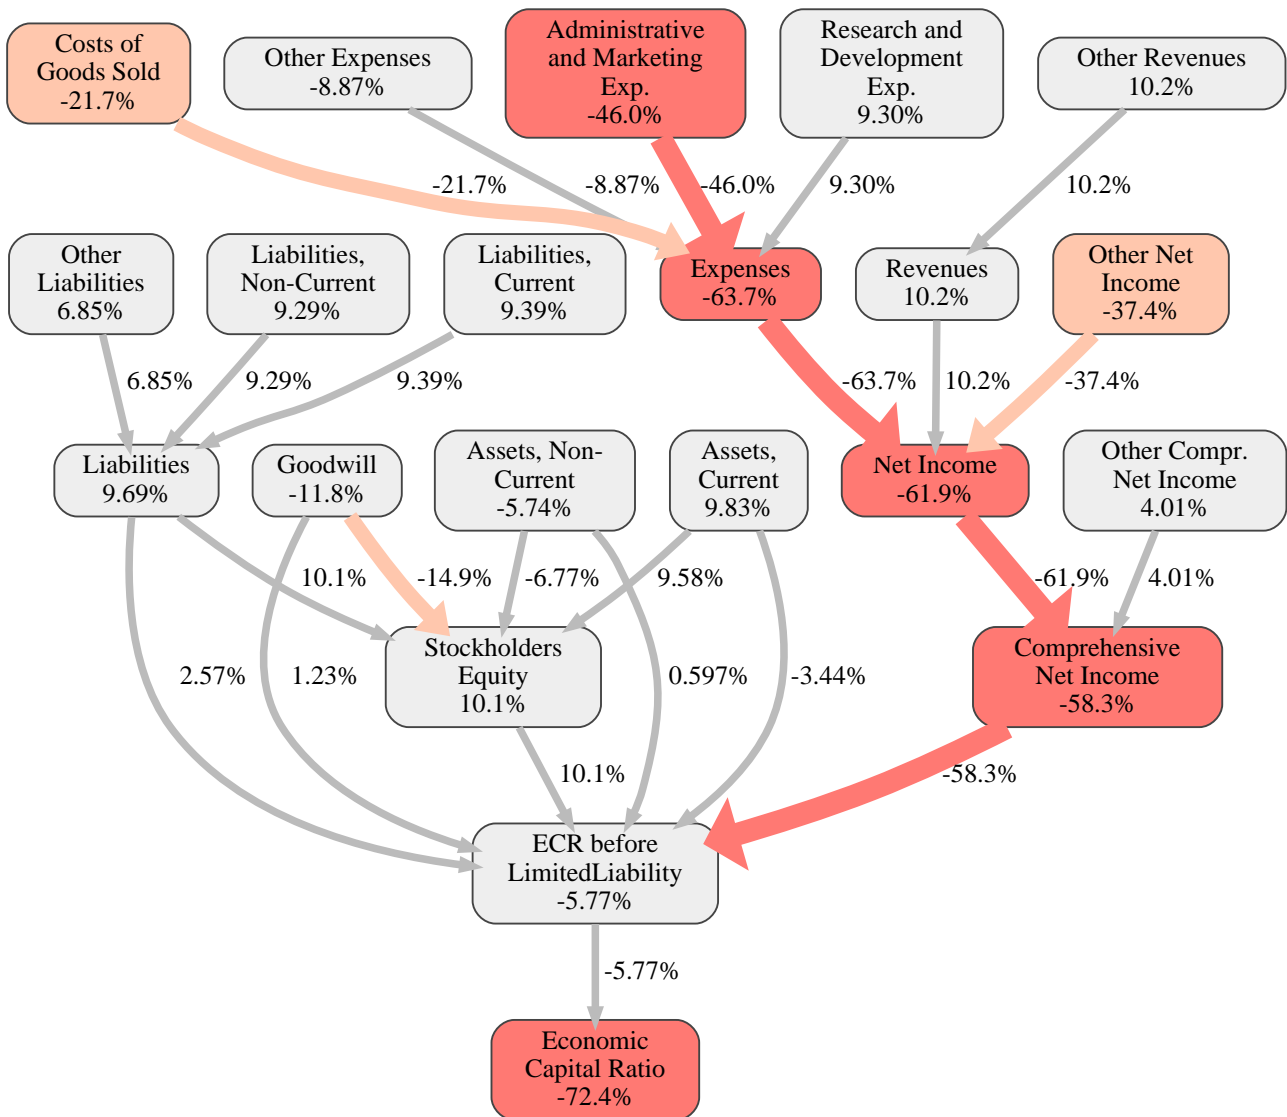 Costs of
Goods Sold
-21.7%
Other Expenses
-8.87%
Administrative
and Marketing
Exp.
-46.0%
Research and
Development
Exp.
9.30%
Other Revenues
10.2%
-21.7%
-8.87%
-46.0%
9.30%
10.2%
Other
Liabilities
6.85%
Liabilities,
Non-Current
9.29%
Liabilities,
Current
9.39%
Expenses
-63.7%
Revenues
10.2%
Other Net
Income
-37.4%
6.85%
9.29%
9.39%
-63.7%
10.2%
-37.4%
Liabilities
9.69%
Goodwill
-11.8%
Assets, Non-
Current
-5.74%
Assets,
Current
9.83%
Net Income
-61.9%
Other Compr.
Net Income
4.01%
10.1%
-14.9%
-6.77%
9.58%
-61.9%
4.01%
2.57%
1.23%
Stockholders
Equity
10.1%
0.597%
-3.44%
Comprehensive
Net Income
-58.3%
10.1%
-58.3%
ECR before
LimitedLiability
-5.77%
-5.77%
Economic
Capital Ratio
-72.4%